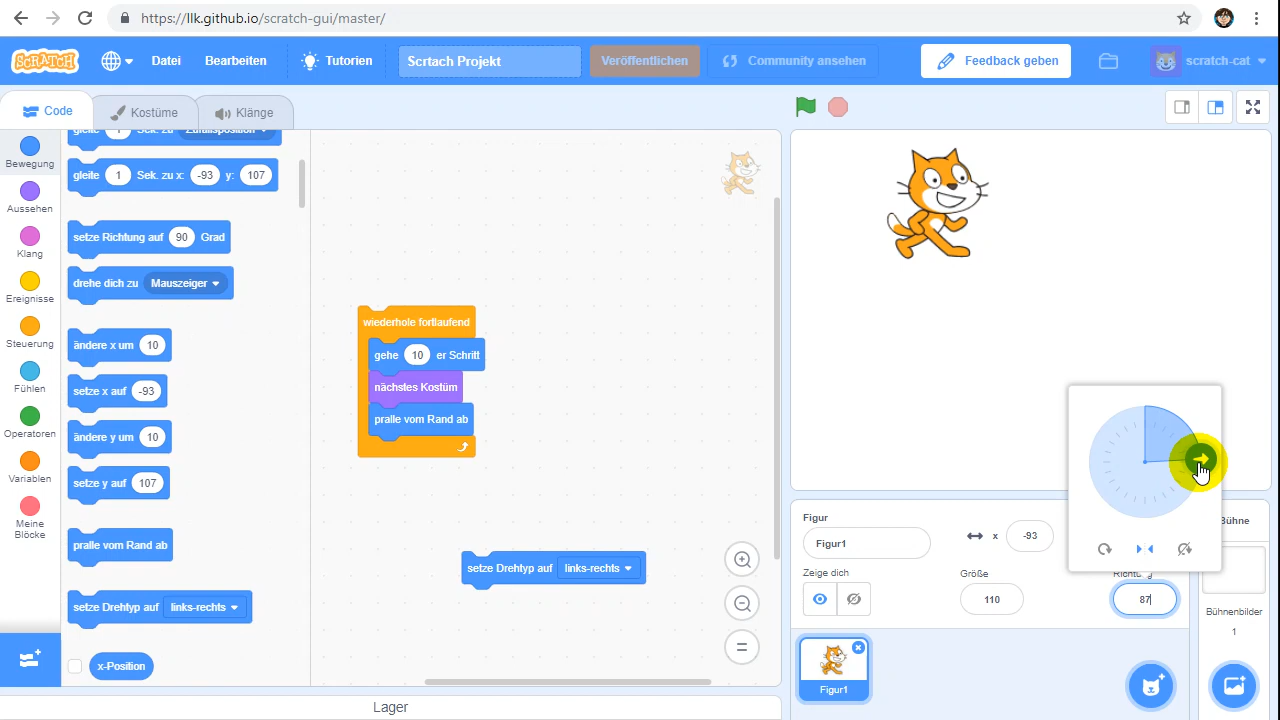 https://llk.github.io/scratch-gui/master/
SCRATCH
Datei
Bearbeiten
Tutorien
Scrtach Projekt
Veröffentlichen
Community ansehen
Feedback geben
scratch-cat
Code
Kostüme
Klänge
Bewegung
Aussehen
Klang
Ereignisse
Steuerung
Fühlen
Operatoren
Variablen
Meine
Blöcke
gleite 1 Sek. zu Zufallsposition
gleite 1 Sek. zu x: -93 y: 107
setze Richtung auf 90 Grad
drehe dich zu Mauszeiger
ändere x um 10
setze x auf -93
ändere y um 10
setze y auf 107
pralle vom Rand ab
setze Drehtyp auf links-rechts
x-Position
wiederhole fortlaufend
gehe 10 er Schritt
nächstes Kostüm
pralle vom Rand ab
setze Drehtyp auf links-rechts
Lager
Figur
Figur1
x -93
Zeige dich
Größe
110
87
Figur1
Bühne
Bühnenbilder
1